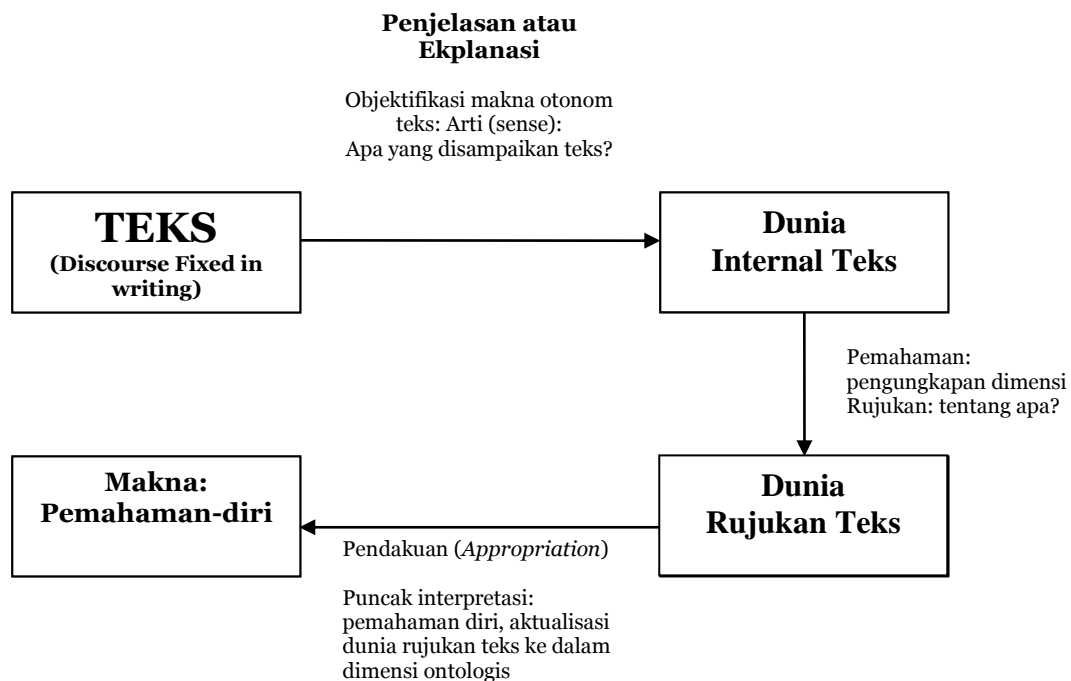 Penjelasan atau
Ekplanasi
Objektifikasi makna otonom
teks: Arti (sense):
Apa yang disampaikan teks?
TEKS
(Discourse Fixed in
writing)
Dunia
Internal Teks
Pemahaman:
pengungkapan dimensi
Rujukan: tentang apa?
Makna:
Pemahaman-diri
Dunia
Rujukan Teks
Pendakuan (Appropriation)
Puncak interpretasi:
pemahaman diri, aktualisasi
dunia rujukan teks ke dalam
dimensi ontologis